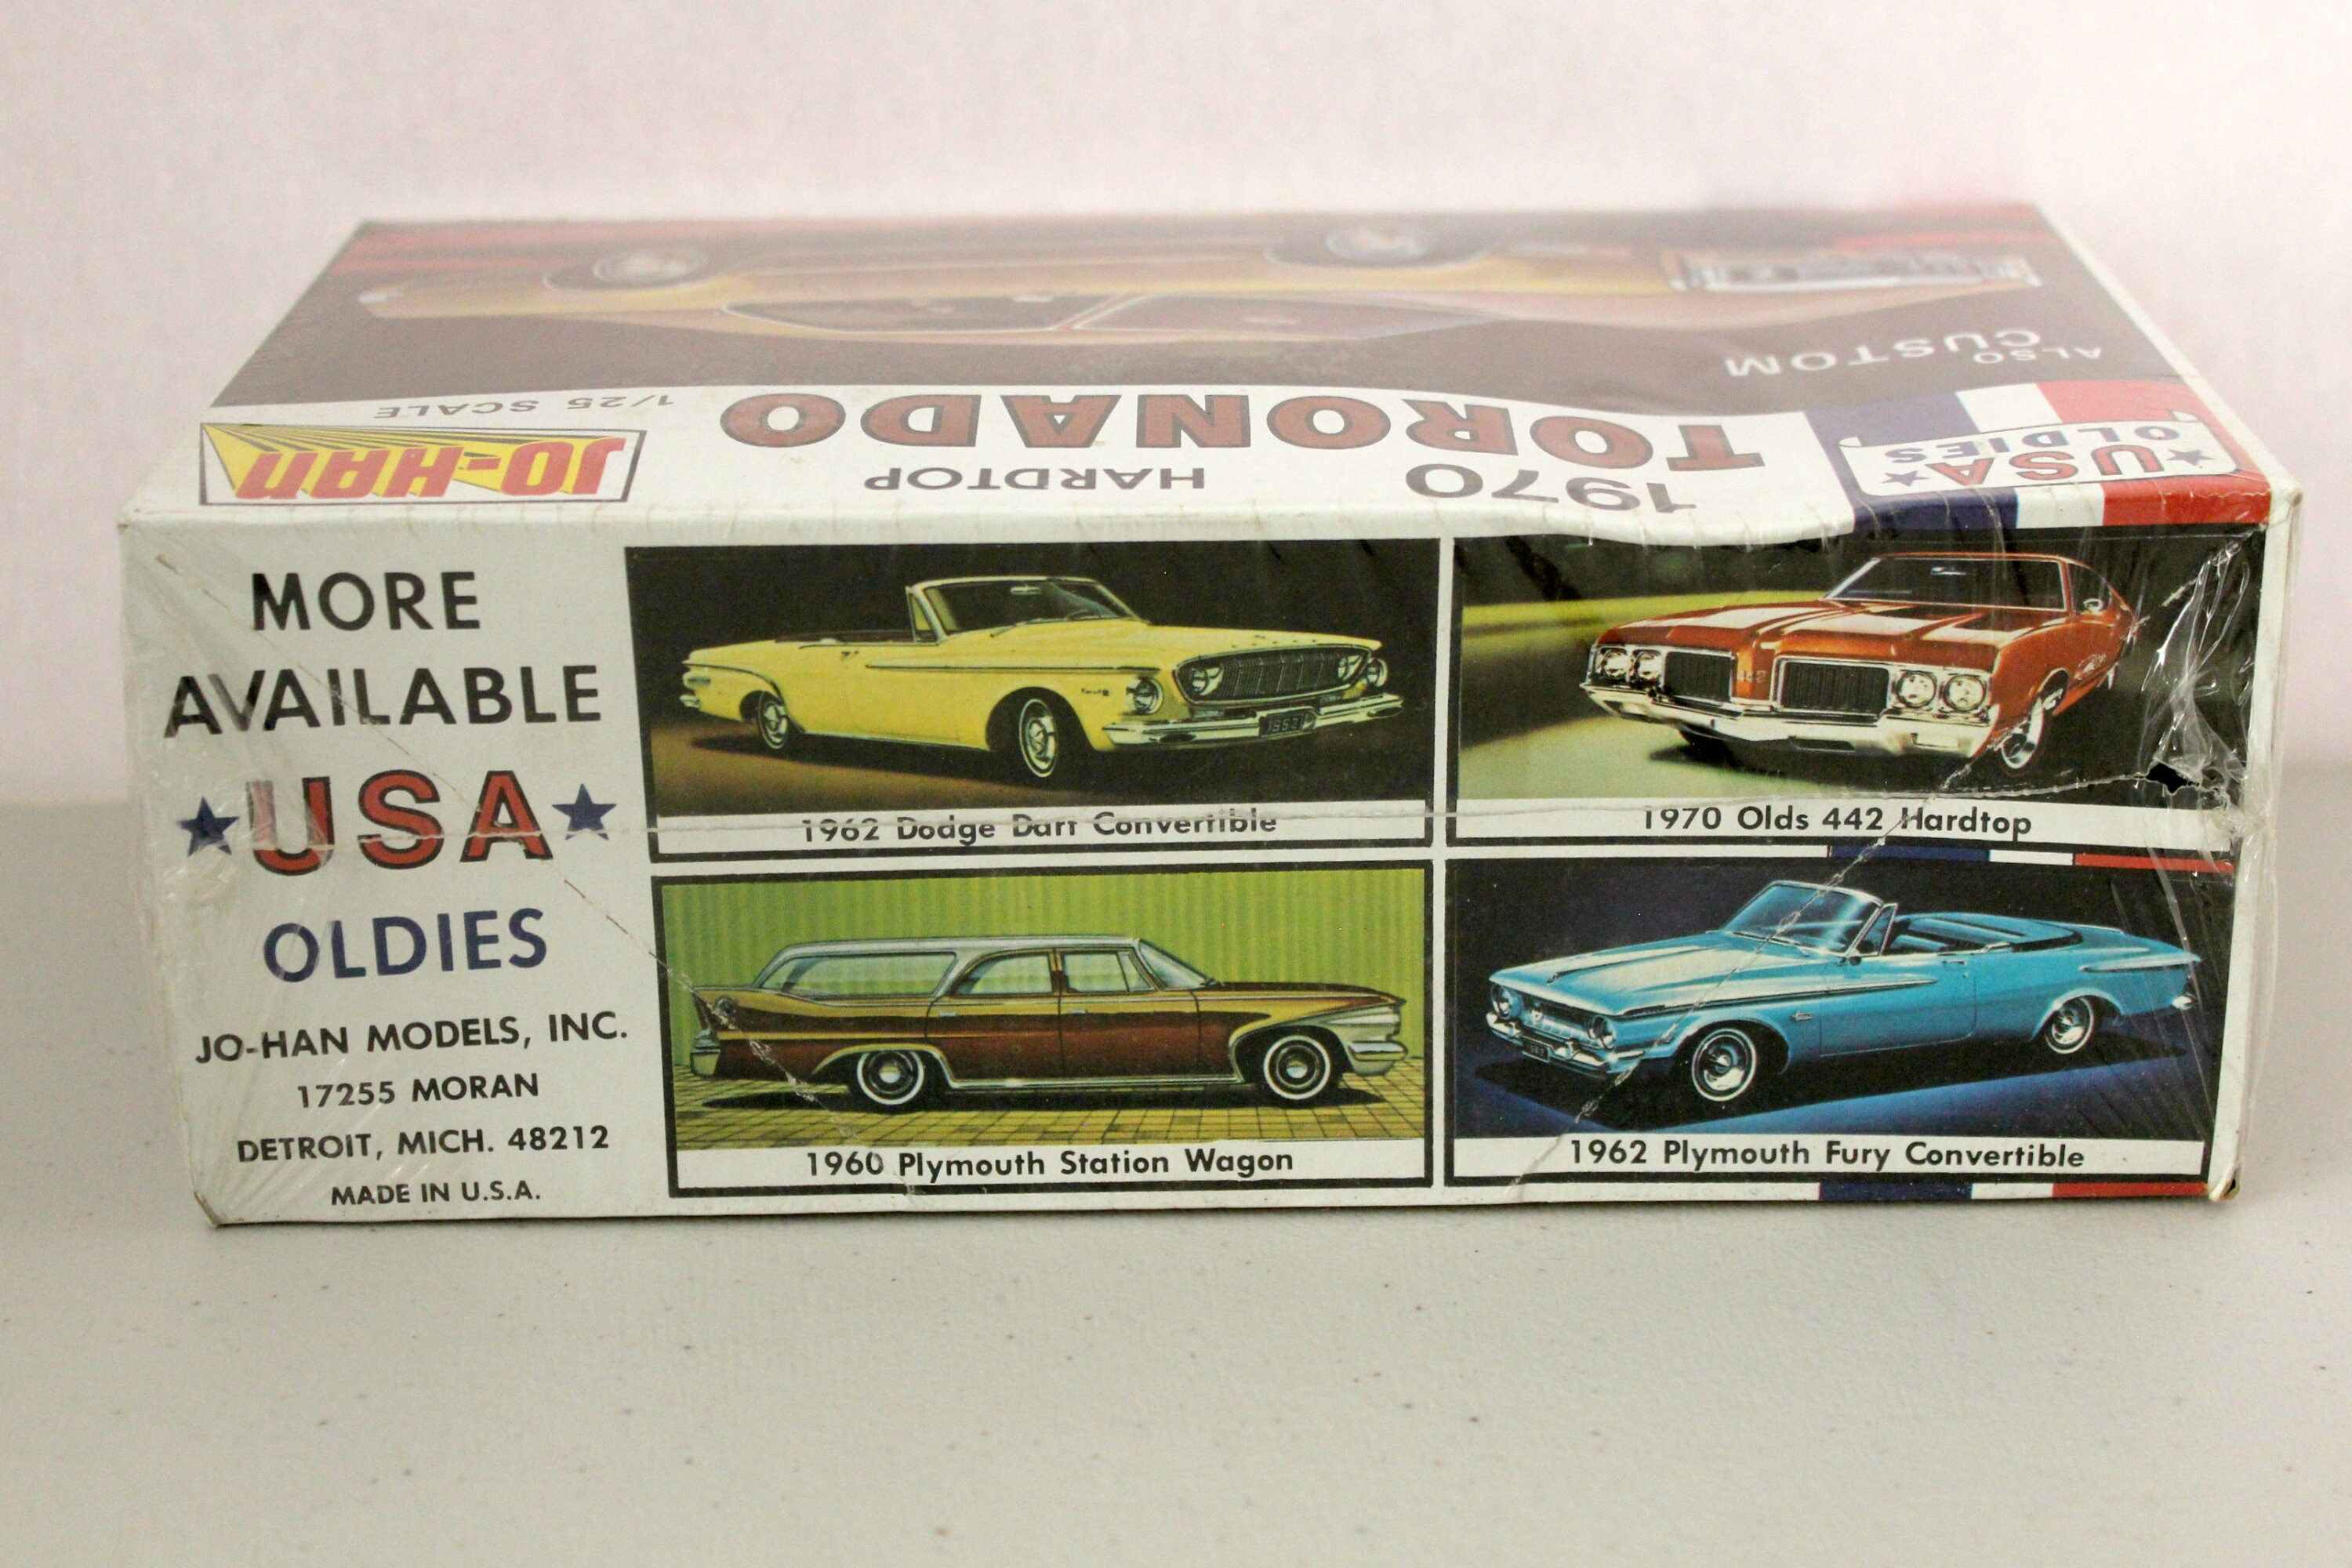 ALSO
CUSTOM
1/25 SCALE
USA
OLDIES
TORONADO
1970
HARDTOP
JO-HAN
MORE
AVAILABLE
USA
OLDIES
JO-HAN MODELS, INC.
17255 MORAN
DETROIT, MICH. 48212
MADE IN U.S.A.
1962 Dodge Dart Convertible
442
1970 Olds 442 Hardtop
1960 Plymouth Station Wagon
1962 Plymouth Fury Convertible